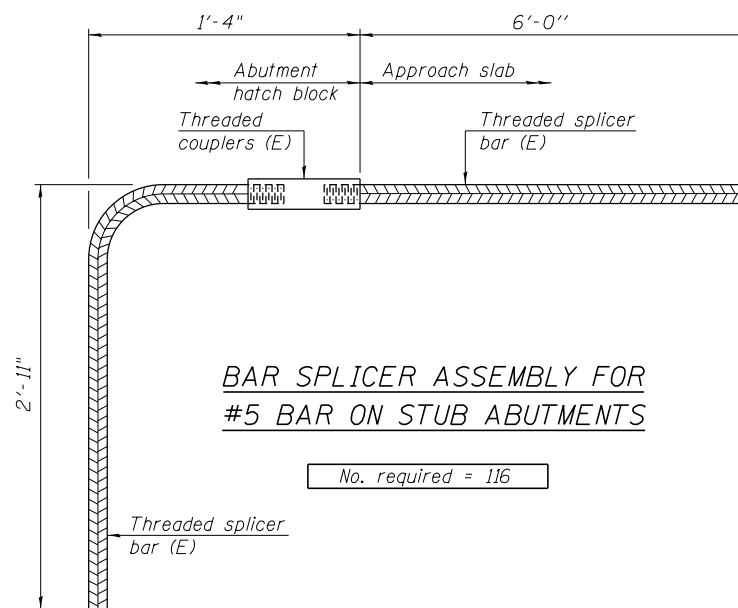 1'-4"
6'-0''
Abutment
hatch block
Approach slab
Threaded
couplers (E)
Threaded splicer
bar (E)
2'-11"
BAR SPLICER ASSEMBLY FOR
#5 BAR ON STUB ABUTMENTS
No. required = 116
Threaded splicer
bar (E)